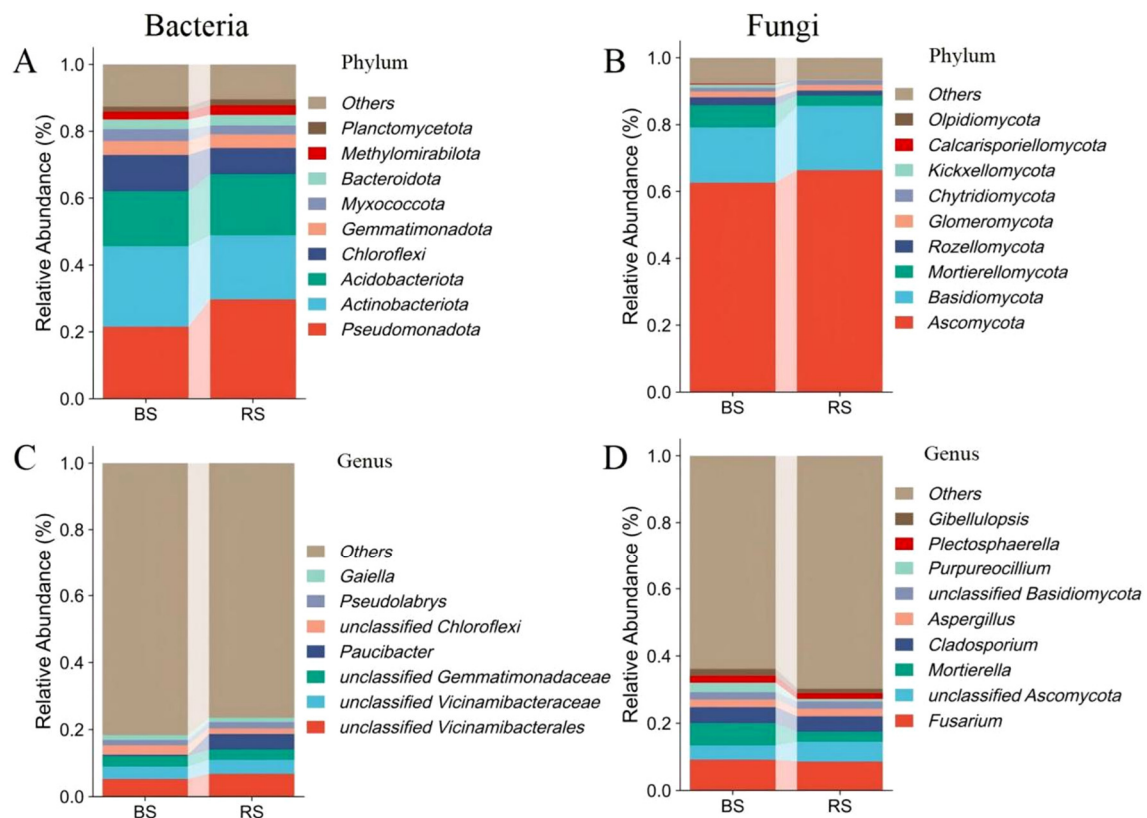 Bacteria
Fungi
A
Phylum
1.0
0.8
0.6
0.4
0.2
0.0
Relative Abundance (%)
BS
RS
Others
Planctomycetota
Methylomirabilota
Bacteroidota
Myxococcota
Gemmatimonadota
Chloroflexi
Acidobacteriota
Actinobacteriota
Pseudomonadota
B
Phylum
1.0
0.8
0.6
0.4
0.2
0.0
Relative Abundance (%)
BS
RS
Others
Olpidiomycota
Calcarisporiellomycota
Kickxellomycota
Chytridiomycota
Glomeromycota
Rozellomycota
Mortierellomycota
Basidiomycota
Ascomycota
C
Genus
1.0
0.8
0.6
0.4
0.2
0.0
Relative Abundance (%)
BS
RS
Others
Gaiella
Pseudolabrys
unclassified Chloroflexi
Paucibacter
unclassified Gemmatimonadaceae
unclassified Vicinamibacteraceae
unclassified Vicinamibacterales
D
Genus
1.0
0.8
0.6
0.4
0.2
0.0
Relative Abundance (%)
BS
RS
Others
Gibellulopsis
Plectosphaerella
Purpureocillium
unclassified Basidiomycota
Aspergillus
Cladosporium
Mortierella
unclassified Ascomycota
Fusarium